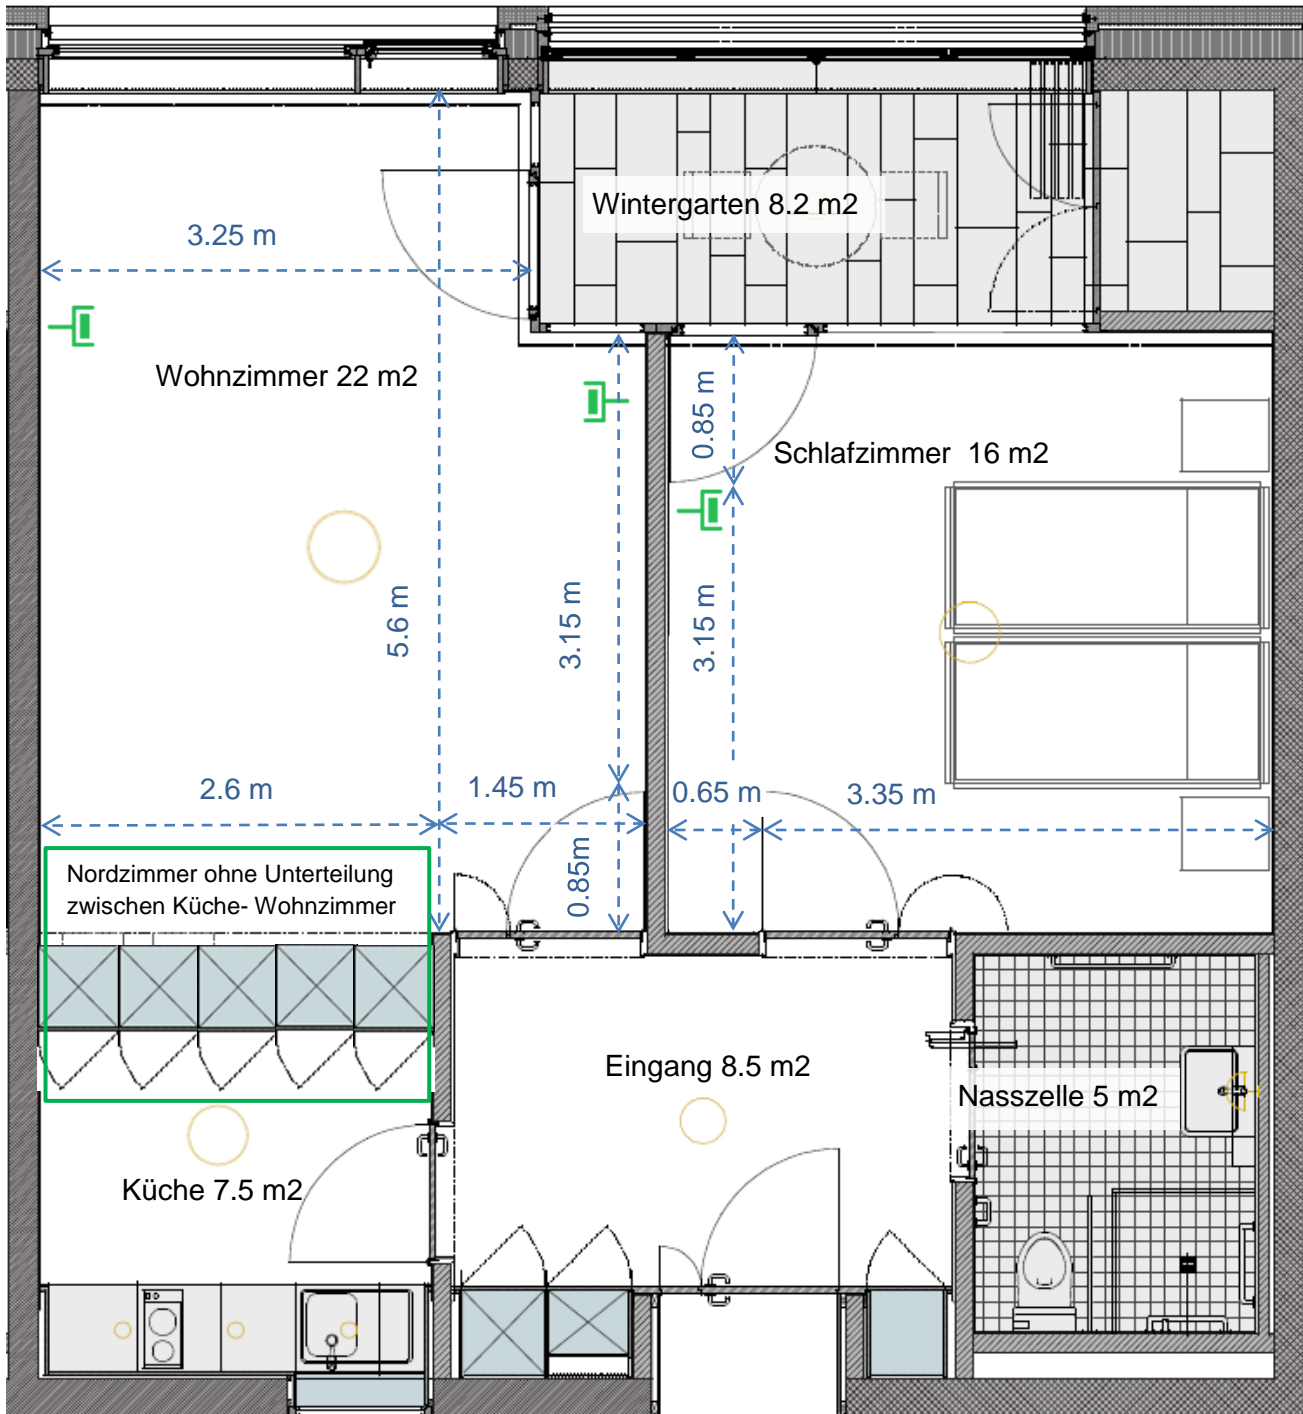 Wintergarten 8.2 m2
3.25 m
Wohnzimmer 22 m2
0.85 m
Schlafzimmer  16 m2
5.6 m
3.15 m
3.15 m
2.6 m
1.45 m
0.65 m
3.35 m
0.85m
Nordzimmer ohne Unterteilung
zwischen Küche- Wohnzimmer
Eingang 8.5 m2
Nasszelle 5 m2
Küche 7.5 m2